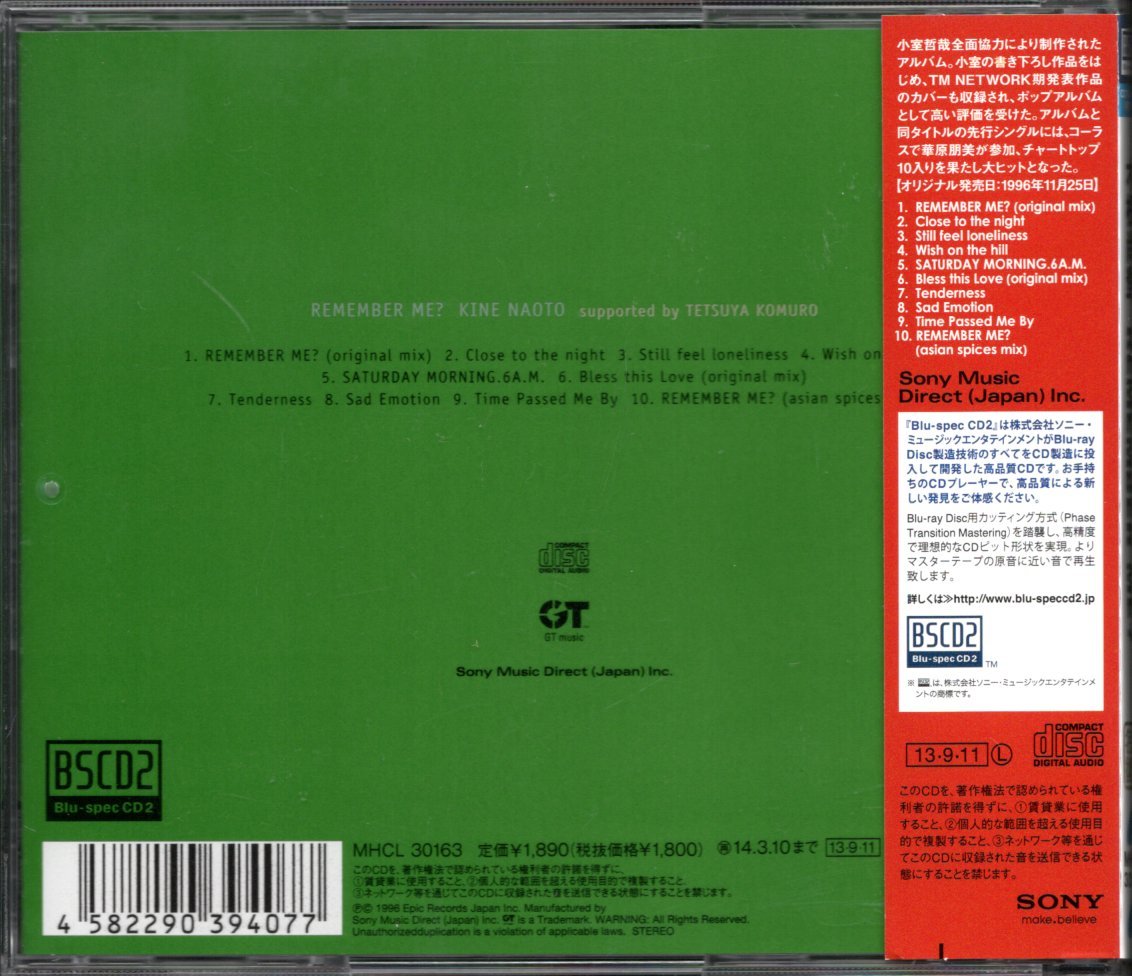 REMEMBER ME? KINE NAOTO supported by TETSUYA KOMURO
1. REMEMBER ME? (original mix) 2. Close to the night 3. Still feel loneliness 4. Wish on
5. SATURDAY MORNING.6A.M. 6. Bless this Love (original mix)
7. Tenderness 8. Sad Emotion 9. Time Passed Me By 10. REMEMBER ME? (asian spices
COMPACT
disc
DIGITAL AUDIO
GT
GT music
Sony Music Direct (Japan) Inc.
BSCD2
Blu-spec CD2
4 582290 394077
MHCL 30163 定価¥1,890(税抜価格¥1,800) 再14.3.10まで 13・9・11
このCDを、著作権法で認められている権利者の許諾を得ずに、
①賃貸業に使用すること、②個人的な範囲を超える使用目的で複製すること、
③ネットワーク等を通じてこのCDに収録された音を送信できる状態にすることを禁じます。
Ⓟ© 1996 Epic Records Japan Inc. Manufactured by
Sony Music Direct (Japan) Inc. GT is a Trademark. WARNING: All Rights Reserved.
Unauthorizedduplication is a violation of applicable laws. STEREO
小室哲哉全面協力により制作された
アルバム。小室の書き下ろし作品をは
じめ、TM NETWORK期発表作品
のカバーも収録され、ポップアルバム
として高い評価を受けた。アルバムと
同タイトルの先行シングルには、コーラ
スで華原朋美が参加、チャートトップ
10入りを果たし大ヒットとなった。
【オリジナル発売日:1996年11月25日】
1. REMEMBER ME? (original mix)
2. Close to the night
3. Still feel loneliness
4. Wish on the hill
5. SATURDAY MORNING.6A.M.
6. Bless this Love (original mix)
7. Tenderness
8. Sad Emotion
9. Time Passed Me By
10. REMEMBER ME?
(asian spices mix)
Sony Music
Direct (Japan) Inc.
『Blu-spec CD2』は株式会社ソニー・
ミュージックエンタテインメントがBlu-ray
Disc製造技術のすべてをCD製造に投
入して開発した高品質CDです。お手持
ちのCDプレーヤーで、高品質による新
しい発見をご体感ください。
Blu-ray Disc用カッティング方式（Phase
Transition Mastering）を踏襲し、高精度
で理想的なCDピット形状を実現。より
マスターテープの原音に近い音で再生
致します。
詳しくは≫http://www.blu-speccd2.jp
BSCD2
Blu-spec CD2 TM
※ は、株式会社ソニー・ミュージックエンタテインメ
ントの商標です。
13・9・11 Ⓛ
COMPACT
disc
DIGITAL AUDIO
このCDを、著作権法で認められている権
利者の許諾を得ずに、①賃貸業に使用
すること、②個人的な範囲を超える使用目
的で複製すること、③ネットワーク等を通じ
てこのCDに収録された音を送信できる状
態にすることを禁じます。
SONY
make.believe